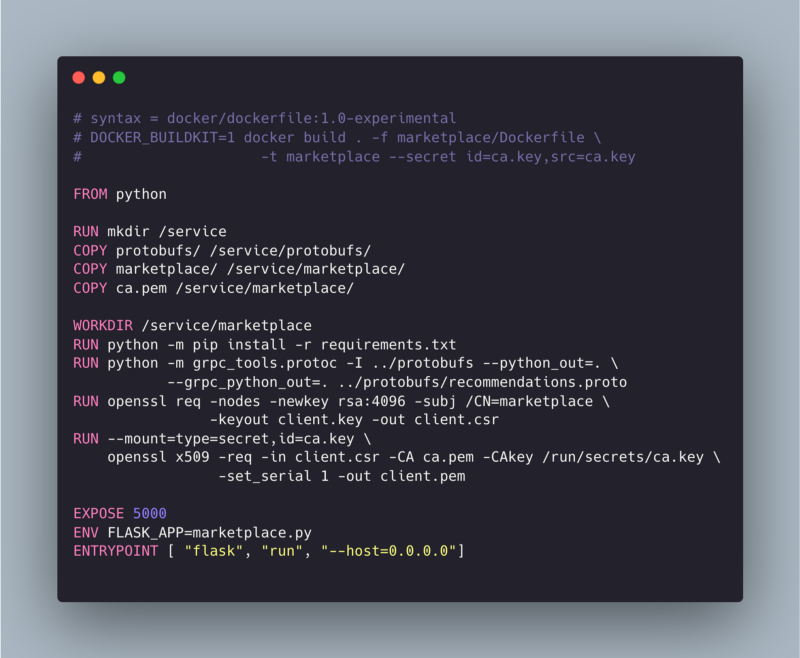 # syntax = docker/dockerfile:1.0-experimental
# DOCKER_BUILDKIT=1 docker build . -f marketplace/Dockerfile \
#                     -t marketplace --secret id=ca.key,src=ca.key

FROM python

RUN mkdir /service
COPY protobufs/ /service/protobufs/
COPY marketplace/ /service/marketplace/
COPY ca.pem /service/marketplace/

WORKDIR /service/marketplace
RUN python -m pip install -r requirements.txt
RUN python -m grpc_tools.protoc -I ../protobufs --python_out=. \
           --grpc_python_out=. ../protobufs/recommendations.proto
RUN openssl req -nodes -newkey rsa:4096 -subj /CN=marketplace \
                -keyout client.key -out client.csr
RUN --mount=type=secret,id=ca.key \
    openssl x509 -req -in client.csr -CA ca.pem -CAkey /run/secrets/ca.key \
                 -set_serial 1 -out client.pem

EXPOSE 5000
ENV FLASK_APP=marketplace.py
ENTRYPOINT [ "flask", "run", "--host=0.0.0.0"]